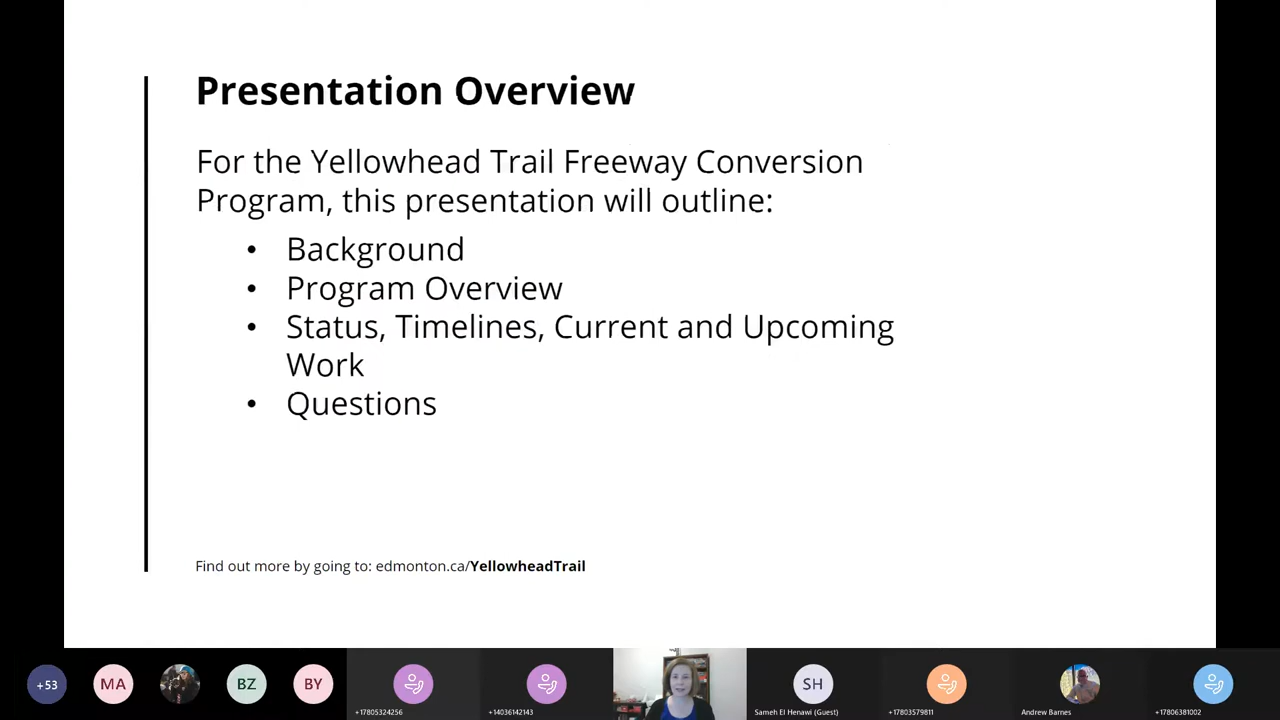 Presentation Overview
For the Yellowhead Trail Freeway Conversion
Program, this presentation will outline:
• Background
• Program Overview
• Status, Timelines, Current and Upcoming
Work
• Questions
Find out more by going to: edmonton.ca/YellowheadTrail
+53
MA
BZ
BY
SH
+17805324256
+14036142143
Sameh El Henawi (Guest)
+17803579811
Andrew Barnes
+17806381002